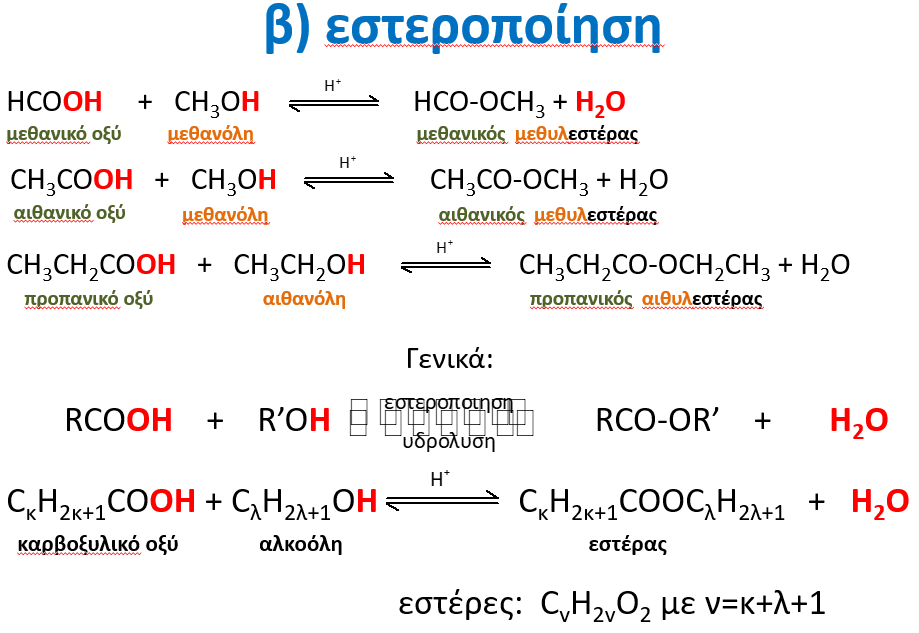 β) εστεροποίηση
H⁺
HCOOH + CH₃OH ⇌ HCO-OCH₃ + H₂O
μεθανικό οξύ μεθανόλη μεθανικός μεθυλεστέρας
H⁺
CH₃COOH + CH₃OH ⇌ CH₃CO-OCH₃ + H₂O
αιθανικό οξύ μεθανόλη αιθανικός μεθυλεστέρας
H⁺
CH₃CH₂COOH + CH₃CH₂OH ⇌ CH₃CH₂CO-OCH₂CH₃ + H₂O
προπανικό οξύ αιθανόλη προπανικός αιθυλεστέρας
Γενικά:
εστεροποιηση
RCOOH + R’OH RCO-OR’ + H₂O
υδρολυση
H⁺
CκH₂κ₊₁COOH + CλH₂λ₊₁OH ⇌ CκH₂κ₊₁COOCλH₂λ₊₁ + H₂O
καρβοξυλικό οξύ αλκοόλη εστέρας
εστέρες: CνH₂νO₂ με ν=κ+λ+1